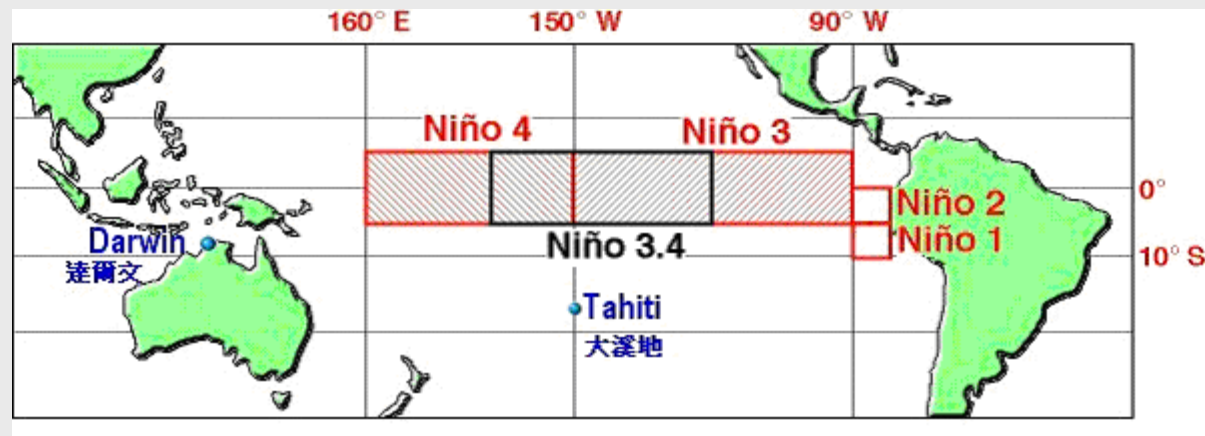 160° E
150° W
90° W
Niño 4
Niño 3
0°
Niño 2
Niño 1
Darwin
達爾文
Niño 3.4
10° S
Tahiti
大溪地